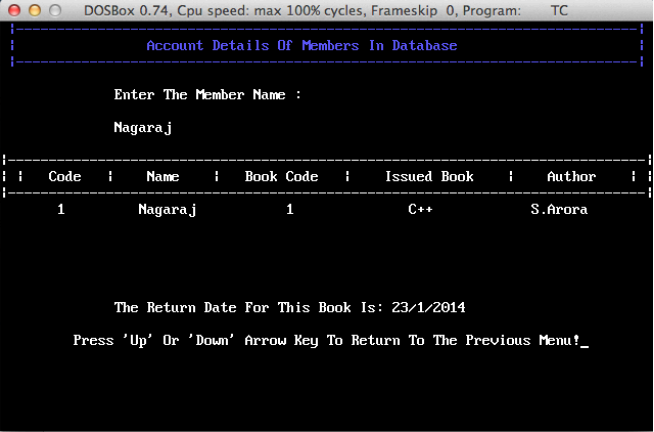 DOSBox 0.74, Cpu speed: max 100% cycles, Frameskip 0, Program: TC
Account Details Of Members In Database
Enter The Member Name :
Nagaraj
Code | Name | Book Code | Issued Book | Author
1 Nagaraj 1 C++ S.Arora
The Return Date For This Book Is: 23/1/2014
Press 'Up' Or 'Down' Arrow Key To Return To The Previous Menu!_